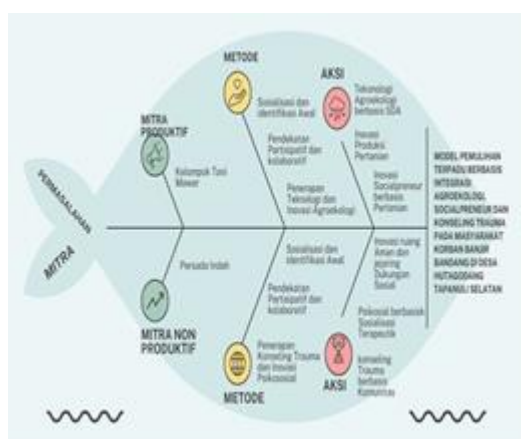 PERMASALAHAN
MITRA
MITRA
PRODUKTIF
Kelompok Tani
Mawar
Persada Indah
MITRA NON
PRODUKTIF
METODE
Sosialisasi dan
identifikasi Awal
Pendekatan
Partisipatif dan
kolaboratif
Penerapan
Teknologi dan
Inovasi Agroekologi
AKSI
Teknologi
Agroekologi
berbasis SDA
Inovasi
Produksi
Pertanian
Inovasi
Socialpreneur
berbasis
Pertanian
Sosialisasi dan
identifikasi Awal
Pendekatan
Partisipatif dan
kolaboratif
Penerapan
Konseling Trauma
dan Inovasi
Psikososial
METODE
Inovasi ruang
Aman dan
Dukungan
Sosial
Psikosial berbasiak
Sosialisasi
Terapeutik
konseling
Trauma
berbasis
Komunitas
AKSI
MODEL PEMULIHAN
TERPADU BERBASIS
INTEGRASI
AGROEKOLOGI,
SOCIALPRENEUR DAN
KONSELING TRAUMA
PADA MASYARAKAT
KORBAN BANJIR
BANDANG DI DESA
HUTAGODANG
TAPANULI SELATAN